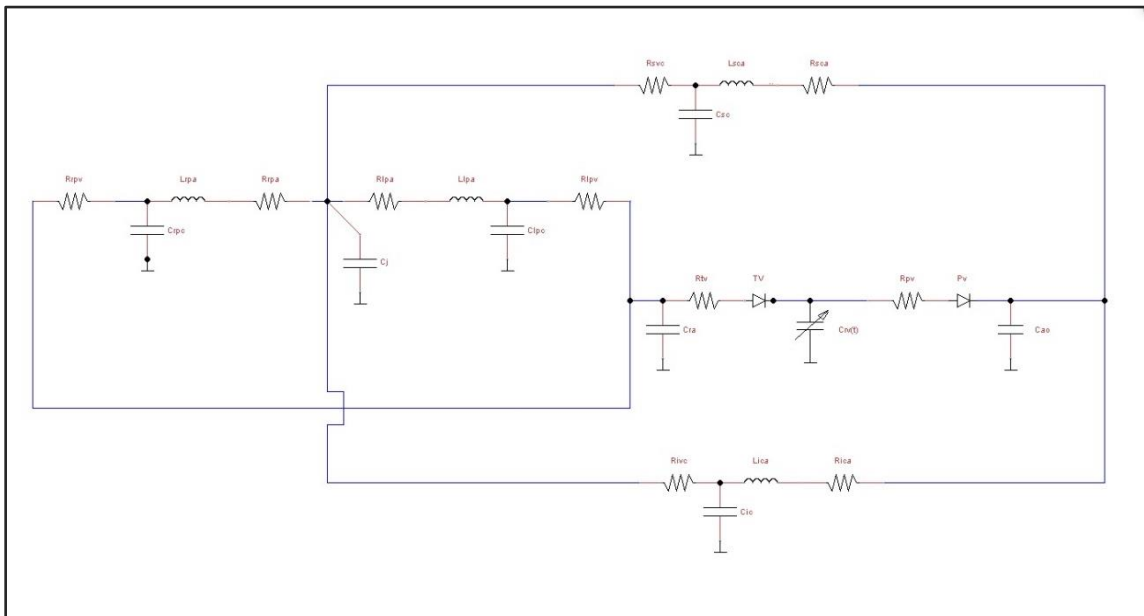 Rsvc Lsca Rsca
Csc
Rrpv Lrpa Rrpa Rlpa Llpa Rlpv
Crpc Clpc
Cj
Rtv TV Rpv Pv
Cra Crv(t) Cao
Rivc Lica Rica
Cic